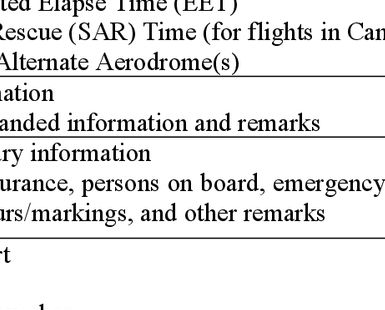 ted Elapse Time (EET)
Rescue (SAR) Time (for flights in Can
Alternate Aerodrome(s)
nation
anded information and remarks
ry information
urance, persons on board, emergency
urs/markings, and other remarks
rt